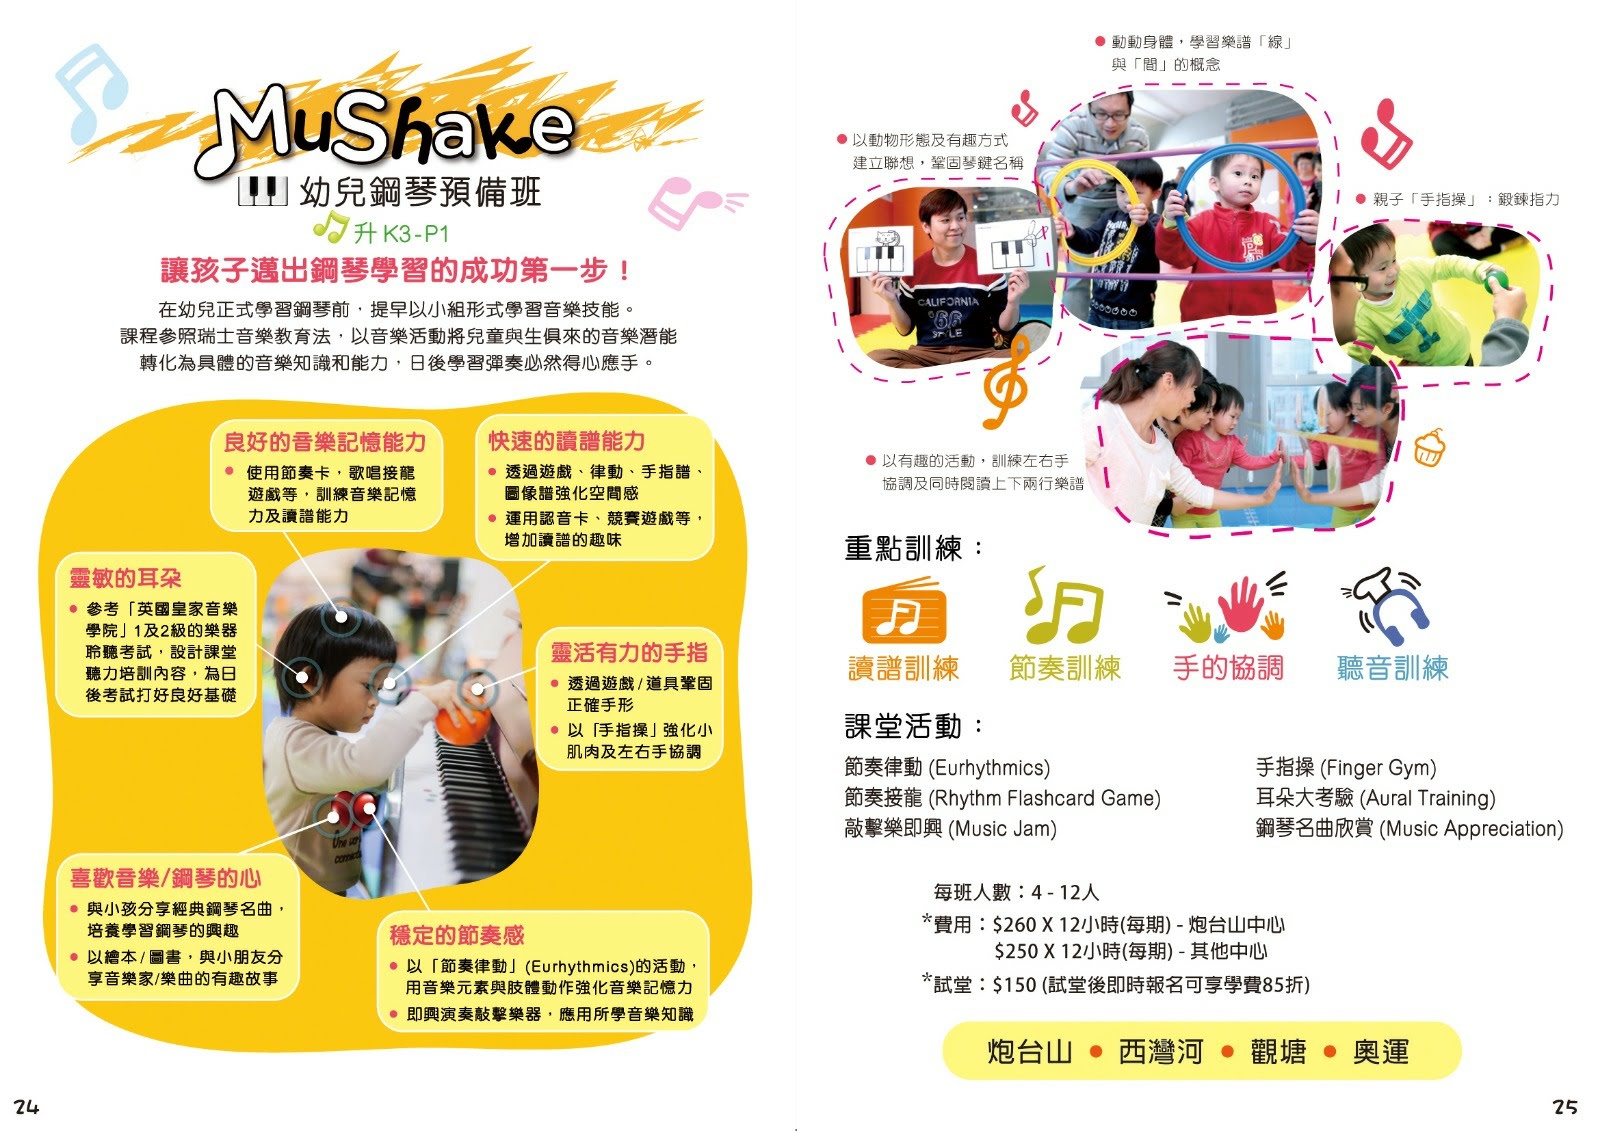 MuShake
幼兒鋼琴預備班
升 K3-P1
讓孩子邁出鋼琴學習的成功第一步！
在幼兒正式學習鋼琴前，提早以小組形式學習音樂技能。
課程參照瑞士音樂教育法，以音樂活動將兒童與生俱來的音樂潛能
轉化為具體的音樂知識和能力，日後學習彈奏必然得心應手。
良好的音樂記憶能力
● 使用節奏卡，歌唱接龍
遊戲等，訓練音樂記憶
力及讀譜能力
快速的讀譜能力
● 透過遊戲、律動、手指譜、
圖像譜強化空間感
● 運用認音卡、競賽遊戲等，
增加讀譜的趣味
靈敏的耳朵
● 參考「英國皇家音樂
學院」1及2級的樂器
聆聽考試，設計課堂
聽力培訓內容，為日
後考試打好良好基礎
靈活有力的手指
● 透過遊戲/道具鞏固
正確手形
● 以「手指操」強化小
肌肉及左右手協調
喜歡音樂/鋼琴的心
● 與小孩分享經典鋼琴名曲，
培養學習鋼琴的興趣
● 以繪本/圖書，與小朋友分
享音樂家/樂曲的有趣故事
穩定的節奏感
● 以「節奏律動」(Eurhythmics)的活動，
用音樂元素與肢體動作強化音樂記憶力
● 即興演奏敲擊樂器，應用所學音樂知識
24
● 動動身體，學習樂譜「線」
與「間」的概念
● 以動物形態及有趣方式
建立聯想，鞏固琴鍵名稱
● 親子「手指操」：鍛鍊指力
CALIFORNIA
'66
STYLE
● 以有趣的活動，訓練左右手
協調及同時閱讀上下兩行樂譜
重點訓練：
讀譜訓練 節奏訓練 手的協調 聽音訓練
課堂活動：
節奏律動 (Eurhythmics)
節奏接龍 (Rhythm Flashcard Game)
敲擊樂即興 (Music Jam)
手指操 (Finger Gym)
耳朵大考驗 (Aural Training)
鋼琴名曲欣賞 (Music Appreciation)
每班人數：4 - 12人
*費用：$260 X 12小時(每期) - 炮台山中心
$250 X 12小時(每期) - 其他中心
*試堂：$150 (試堂後即時報名可享學費85折)
炮台山 ● 西灣河 ● 觀塘 ● 奧運
25